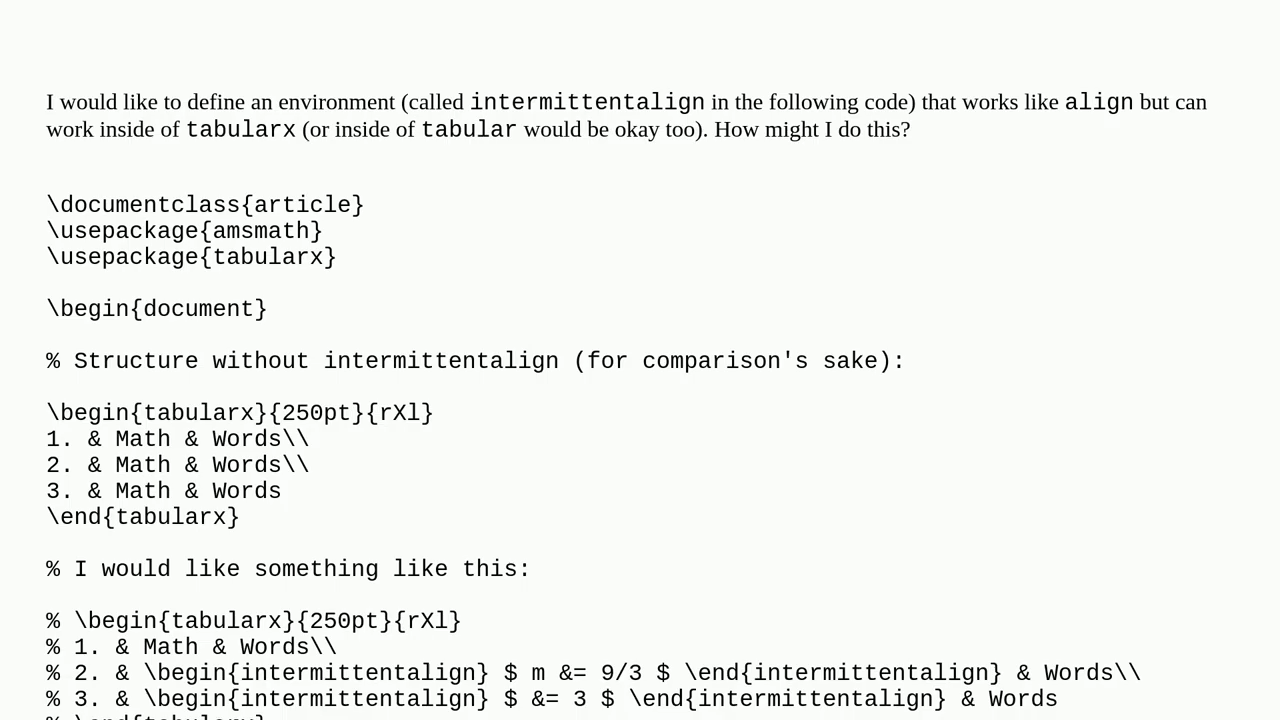 I would like to define an environment (called intermittentalign in the following code) that works like align but can
work inside of tabularx (or inside of tabular would be okay too). How might I do this?
\documentclass{article}
\usepackage{amsmath}
\usepackage{tabularx}
\begin{document}
% Structure without intermittentalign (for comparison's sake):
\begin{tabularx}{250pt}{rXl}
1. & Math & Words\\
2. & Math & Words\\
3. & Math & Words
\end{tabularx}
% I would like something like this:
% \begin{tabularx}{250pt}{rXl}
% 1. & Math & Words\\
% 2. & \begin{intermittentalign} $ m &= 9/3 $ \end{intermittentalign} & Words\\
% 3. & \begin{intermittentalign} $ &= 3 $ \end{intermittentalign} & Words
% \end{tabularx}